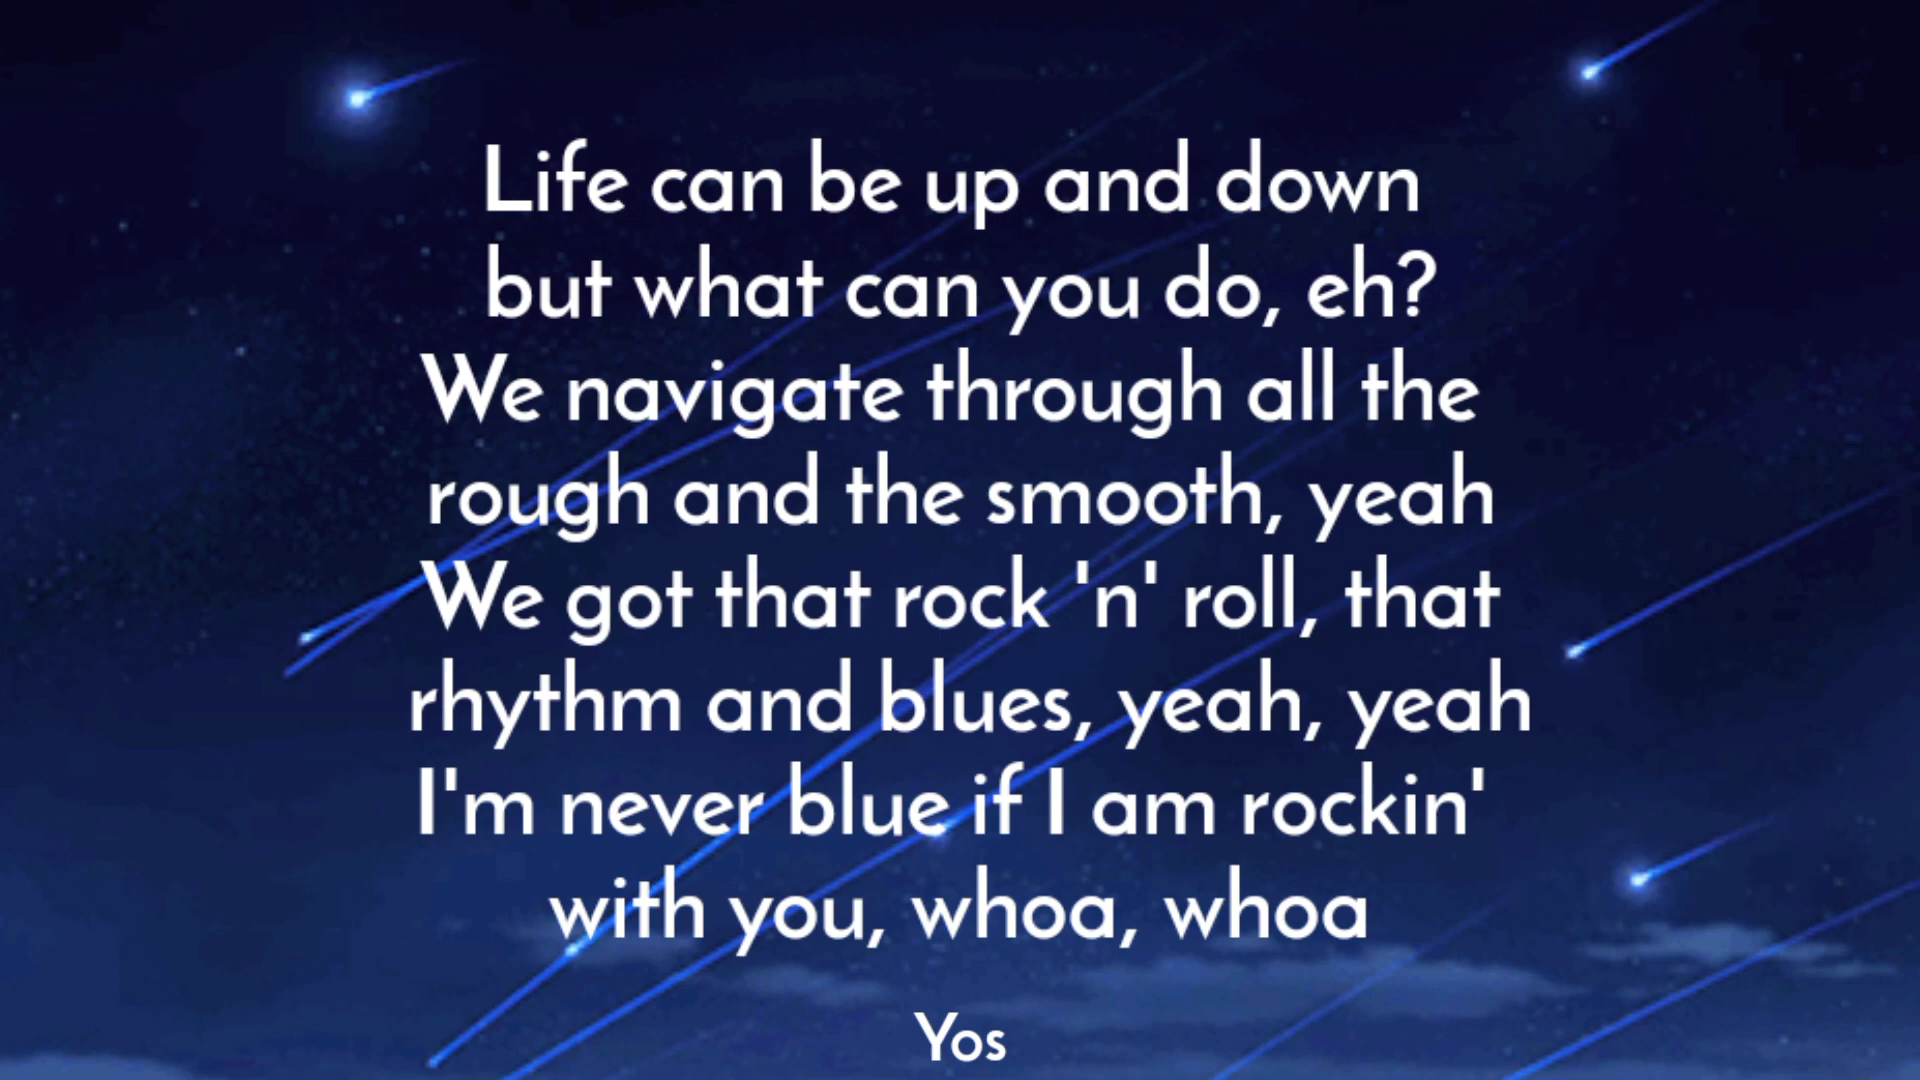 Life can be up and down
but what can you do, eh?
We navigate through all the
rough and the smooth, yeah
We got that rock 'n' roll, that
rhythm and blues, yeah, yeah
I'm never blue if I am rockin'
with you, whoa, whoa
Yos